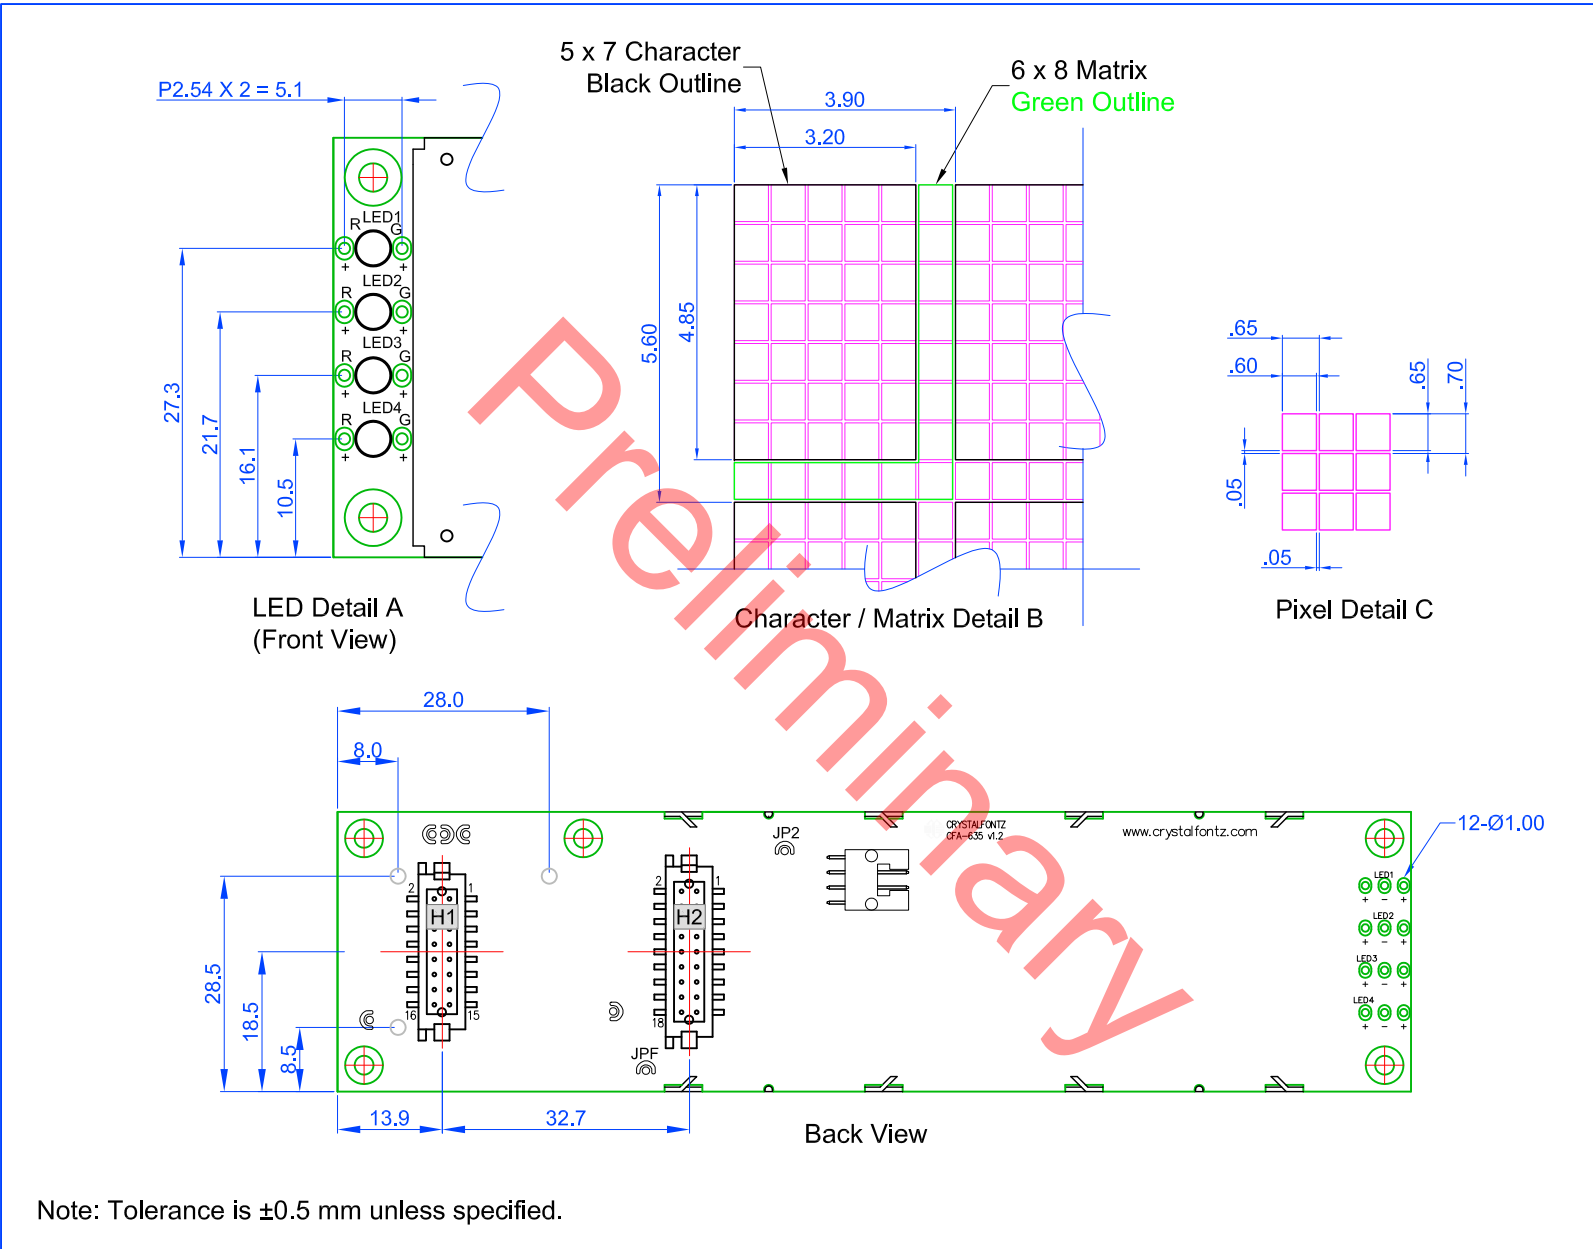 5 x 7 Character
Black Outline
6 x 8 Matrix
Green Outline
P2.54 X 2 = 5.1
3.90
3.20
LED1
R
G
+
+
LED2
R
G
+
+
LED3
R
G
+
+
LED4
R
G
+
+
27.3
21.7
16.1
10.5
5.60
4.85
.65
.60
.65
.70
.05
.05
LED Detail A
(Front View)
Character / Matrix Detail B
Pixel Detail C
Preliminary
28.0
8.0
JP2
CRYSTALFONTZ
CFA-635 v1.2
www.crystalfontz.com
12-Ø1.00
2
1
H1
16
15
2
1
H2
18
JPF
LED1
+ - +
LED2
+ - +
LED3
+ - +
LED4
+ - +
28.5
18.5
8.5
13.9
32.7
Back View
Note: Tolerance is ±0.5 mm unless specified.